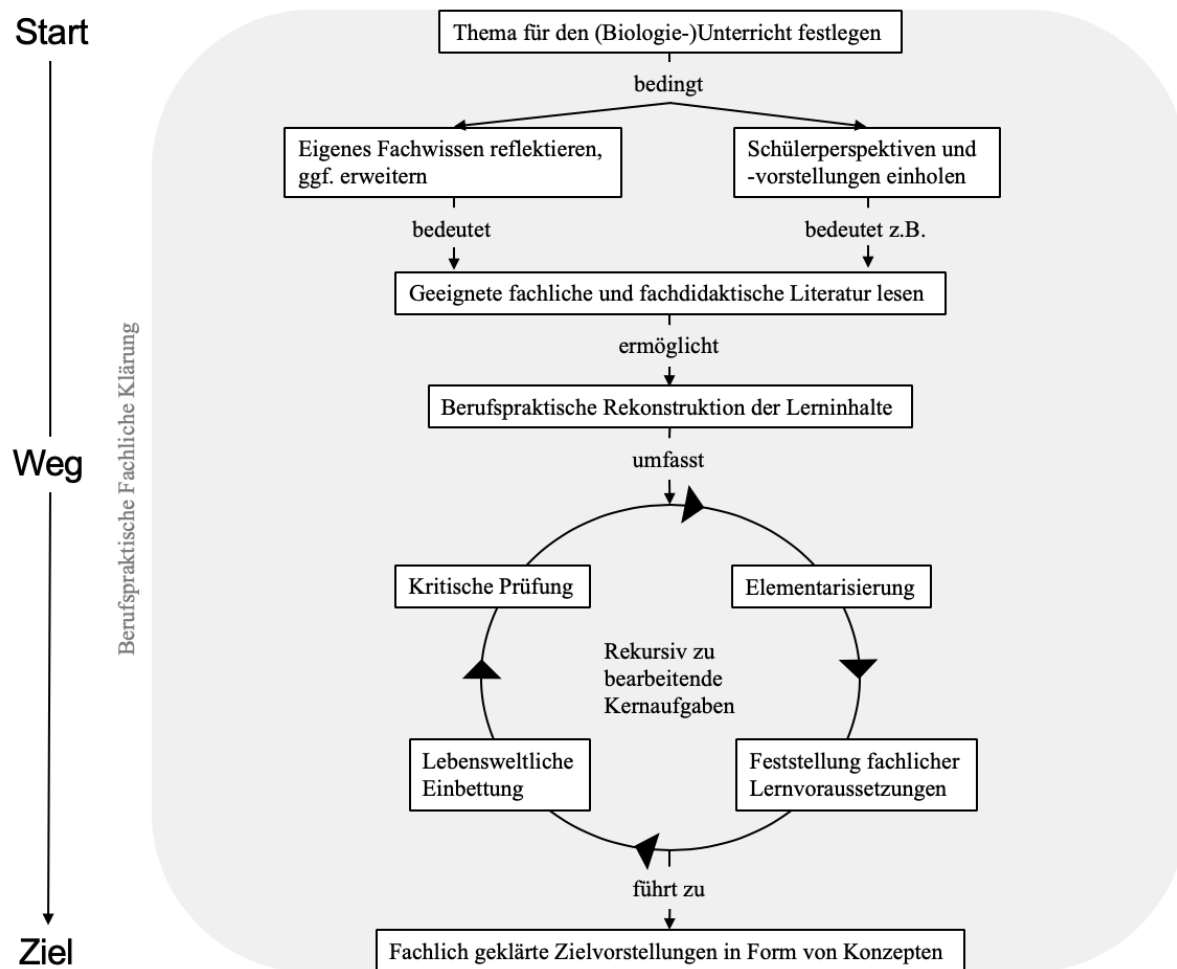 Start
Thema für den (Biologie-)Unterricht festlegen
bedingt
Eigenes Fachwissen reflektieren,
ggf. erweitern
Schülerperspektiven und
-vorstellungen einholen
bedeutet
bedeutet z.B.
Geeignete fachliche und fachdidaktische Literatur lesen
ermöglicht
Berufspraktische Fachliche Klärung
Berufspraktische Rekonstruktion der Lerninhalte
Weg
umfasst
Kritische Prüfung
Elementarisierung
Rekursiv zu
bearbeitende
Kernaufgaben
Lebensweltliche
Einbettung
Feststellung fachlicher
Lernvoraussetzungen
führt zu
Ziel
Fachlich geklärte Zielvorstellungen in Form von Konzepten